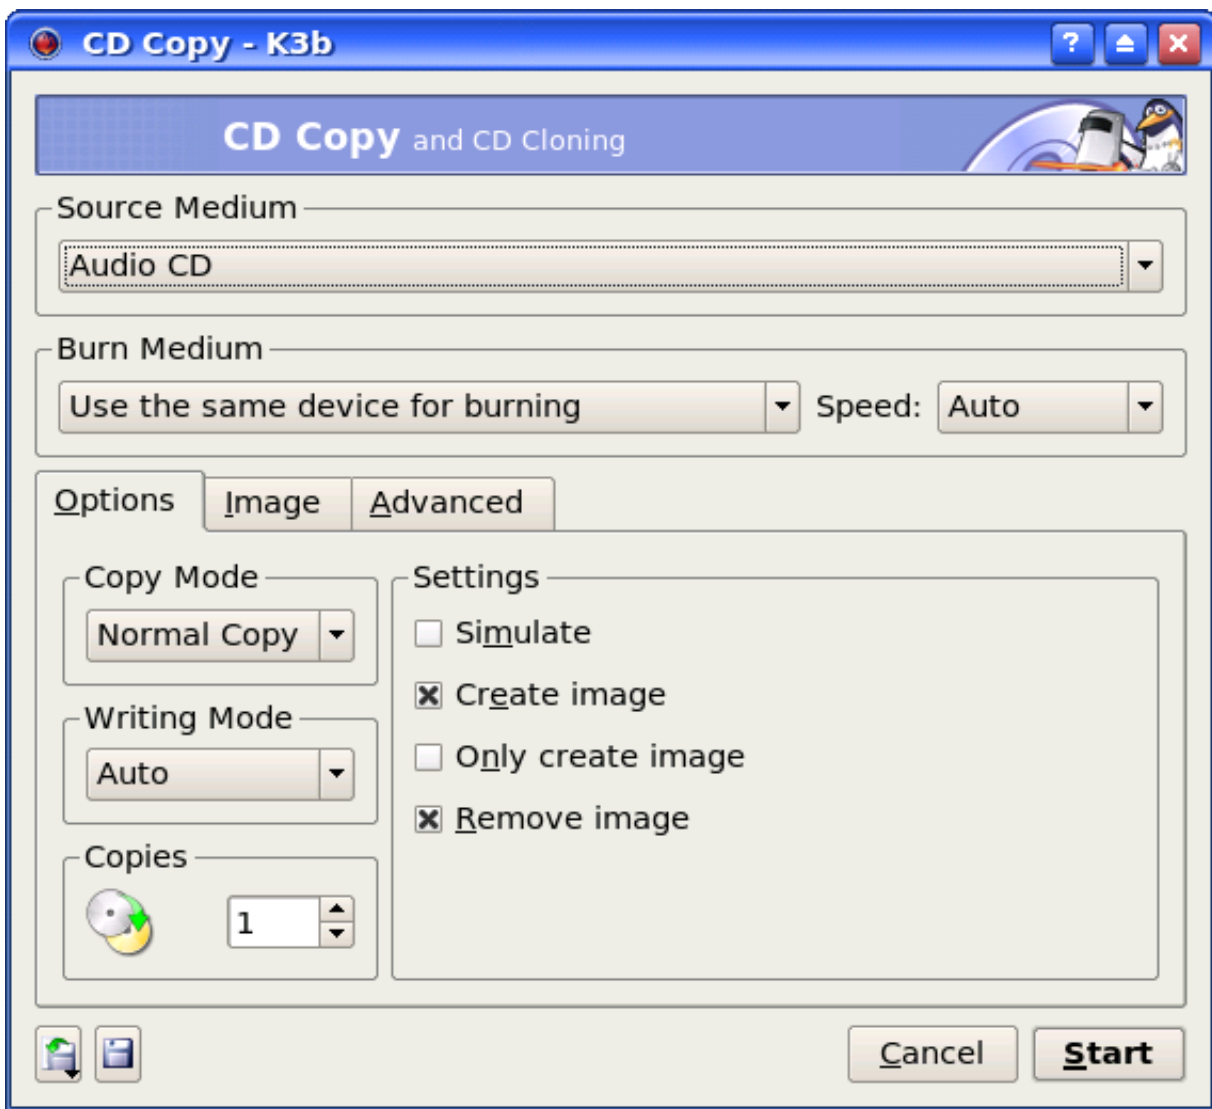 CD Copy - K3b
?
CD Copy and CD Cloning
Source Medium
Audio CD
Burn Medium
Use the same device for burning Speed: Auto
Options Image Advanced
Copy Mode
Normal Copy
Writing Mode
Auto
Copies
1
Settings
Simulate
Create image
Only create image
Remove image
Cancel Start